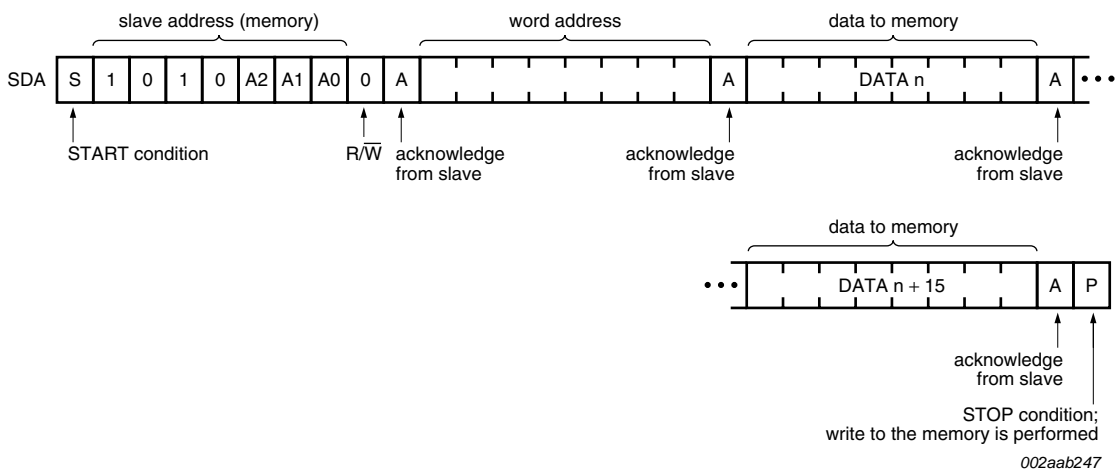 slave address (memory) word address data to memory
SDA S 1 0 1 0 A2 A1 A0 0 A A DATA n A •••
START condition R/W̅ acknowledge from slave acknowledge from slave acknowledge from slave
data to memory
••• DATA n + 15 A P
acknowledge
from slave
STOP condition;
write to the memory is performed
002aab247